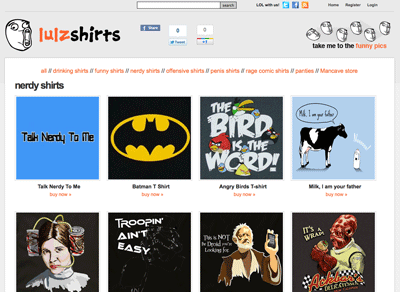 search
LOL with us!
Home
lulzshirts
Share
0
Tweet
0
+1
take me to the funny pics
all // drinking shirts // funny shirts // nerdy shirts // offensive shirts // penis shirts // rage comic shirts // panties // Mancave store
nerdy shirts
Talk Nerdy To Me
THE BIRD IS THE WORD!
Milk, I am your father
Talk Nerdy To Me
Batman T Shirt
Angry Birds T-shirt
Milk, I am your father
buy now »
buy now »
buy now »
buy now »
TROOPIN'
AIN'T
EASY
This is NOT
the Droid you're
Looking for
IT'S A
WRAP!
Ackbar's